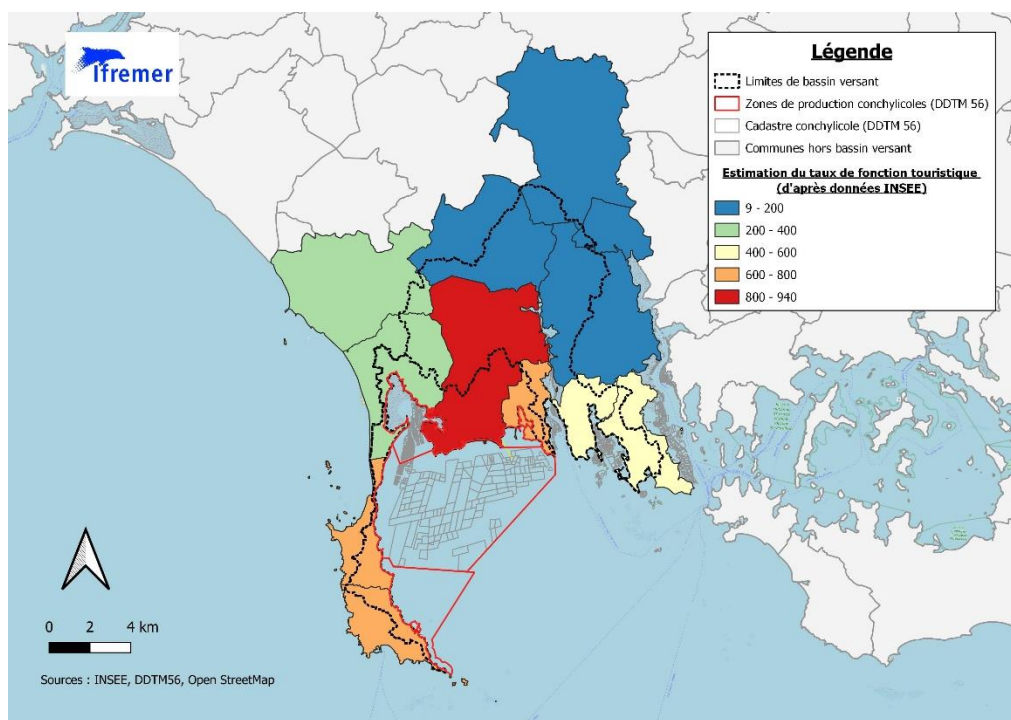 Ifremer
Légende
Limites de bassin versant
Zones de production conchylicoles (DDTM 56)
Cadastre conchylicole (DDTM 56)
Communes hors bassin versant
Estimation du taux de fonction touristique
(d'après données INSEE)
9 - 200
200 - 400
400 - 600
600 - 800
800 - 940
0 2 4 km
Sources : INSEE, DDTM56, Open StreetMap